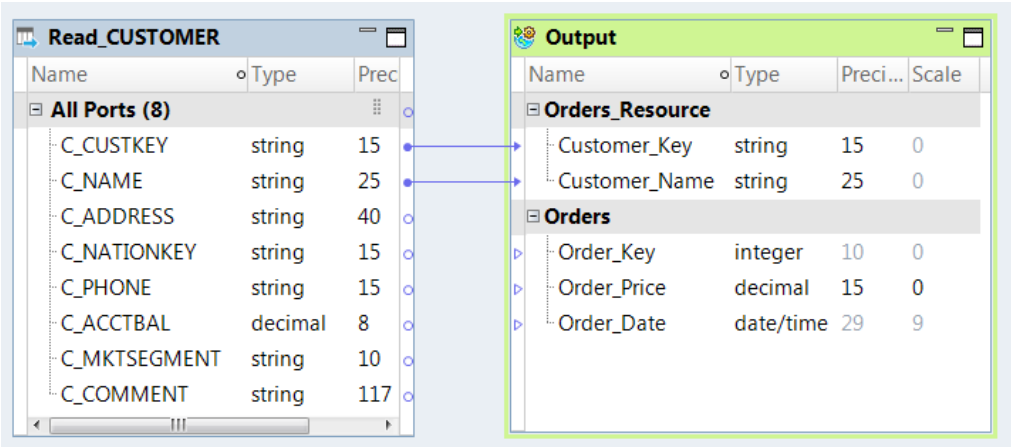 Read_CUSTOMER
Name Type Prec
All Ports (8)
C_CUSTKEY string 15
C_NAME string 25
C_ADDRESS string 40
C_NATIONKEY string 15
C_PHONE string 15
C_ACCTBAL decimal 8
C_MKTSEGMENT string 10
C_COMMENT string 117
Output
Name Type Preci... Scale
Orders_Resource
Customer_Key string 15 0
Customer_Name string 25 0
Orders
Order_Key integer 10 0
Order_Price decimal 15 0
Order_Date date/time 29 9